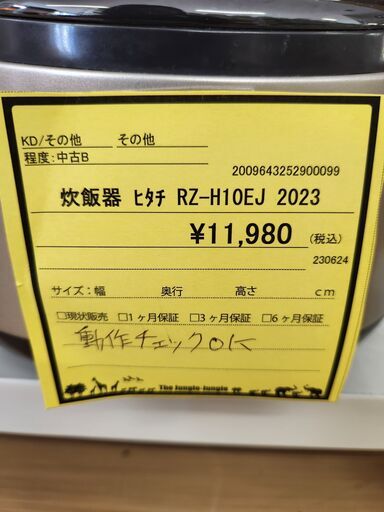 KD/その他　その他
程度:中古B
2009643252900099
炊飯器 ﾋﾀﾁ RZ-H10EJ 2023
¥11,980 (税込)
230624
サイズ:幅　奥行　高さ　cm
□現状販売 □1ヶ月保証 □3ヶ月保証 □6ヶ月保証
動作チェックOK
The Jungle Jungle